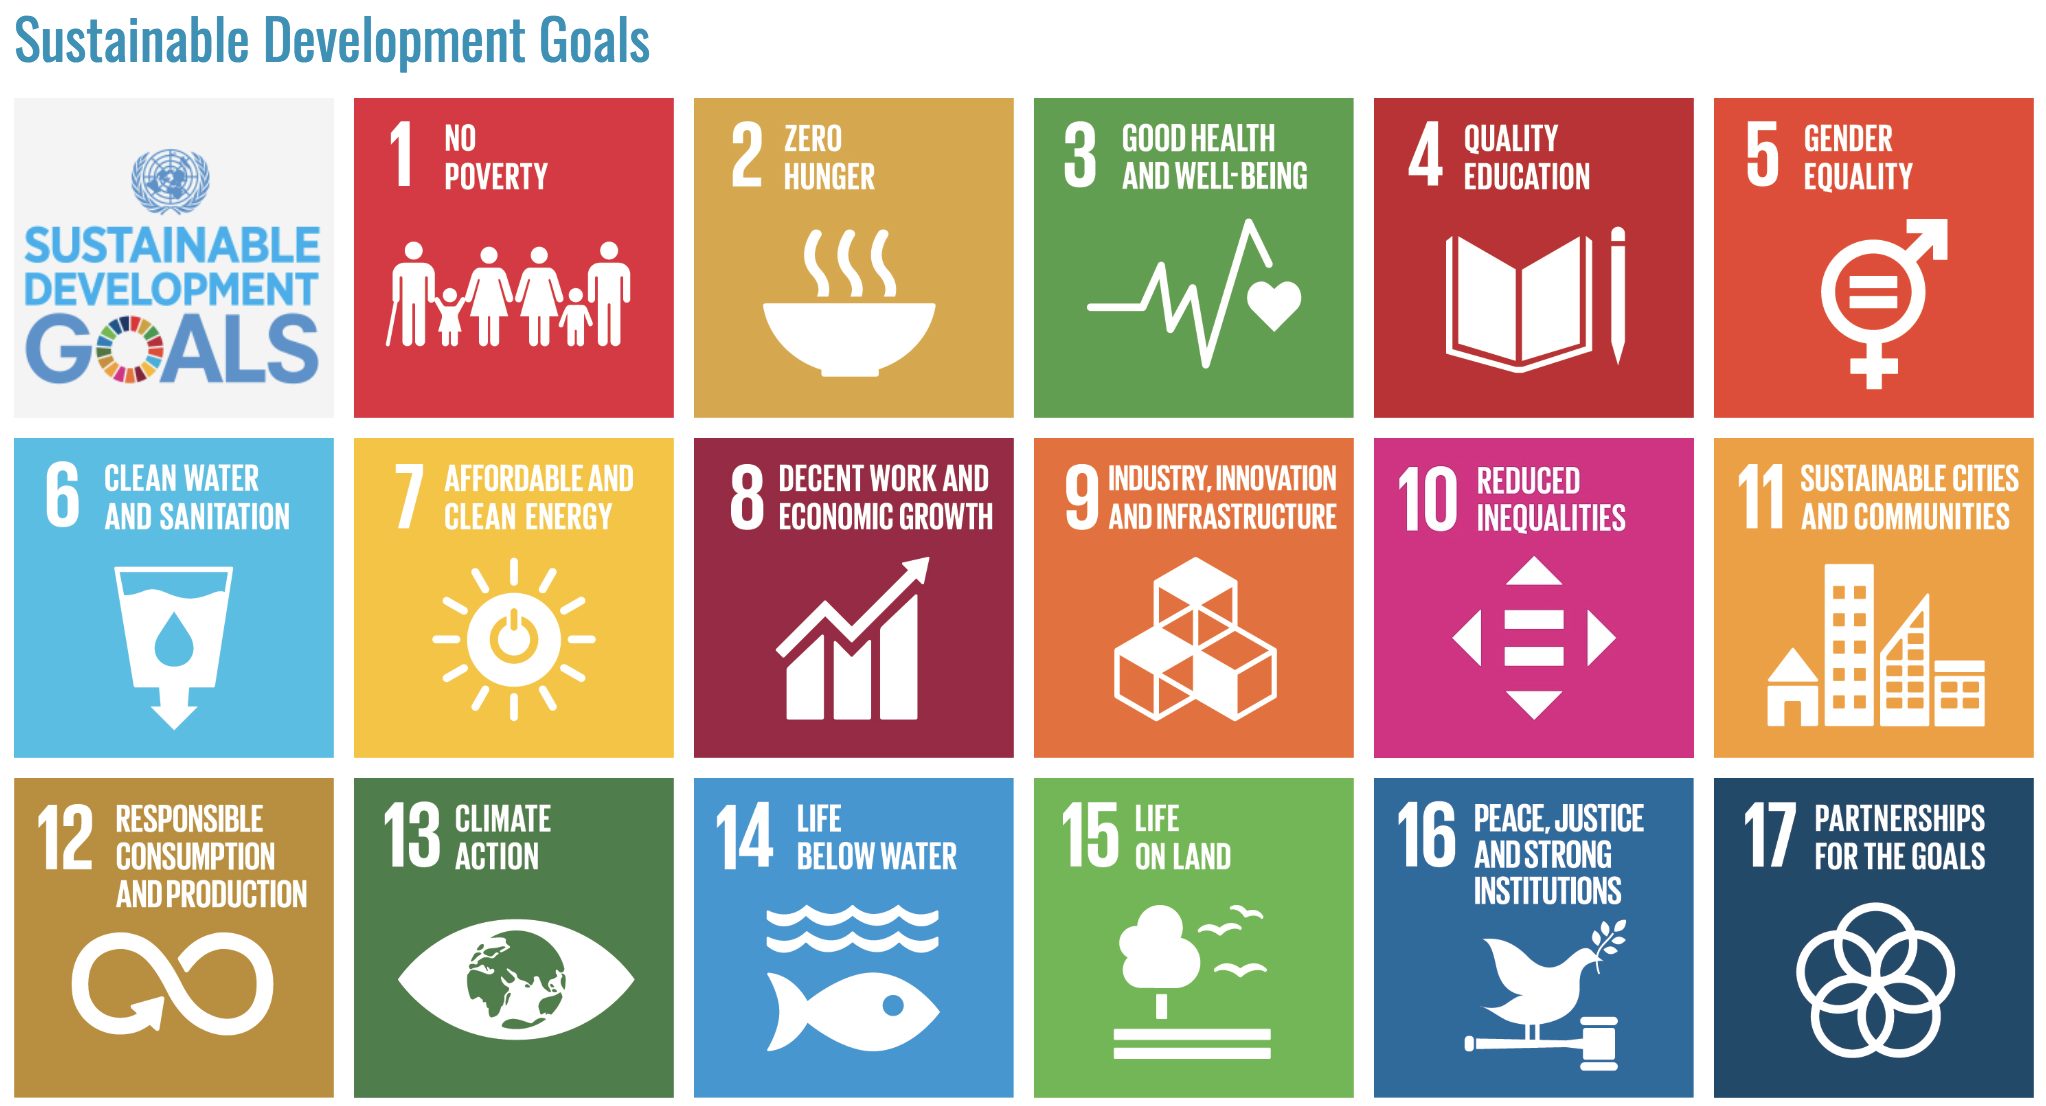 Sustainable Development Goals
SUSTAINABLE
DEVELOPMENT
GOALS
1 NO
POVERTY
2 ZERO
HUNGER
3 GOOD HEALTH
AND WELL-BEING
4 QUALITY
EDUCATION
5 GENDER
EQUALITY
6 CLEAN WATER
AND SANITATION
7 AFFORDABLE AND
CLEAN ENERGY
8 DECENT WORK AND
ECONOMIC GROWTH
9 INDUSTRY, INNOVATION
AND INFRASTRUCTURE
10 REDUCED
INEQUALITIES
11 SUSTAINABLE CITIES
AND COMMUNITIES
12 RESPONSIBLE
CONSUMPTION
AND PRODUCTION
13 CLIMATE
ACTION
14 LIFE
BELOW WATER
15 LIFE
ON LAND
16 PEACE, JUSTICE
AND STRONG
INSTITUTIONS
17 PARTNERSHIPS
FOR THE GOALS